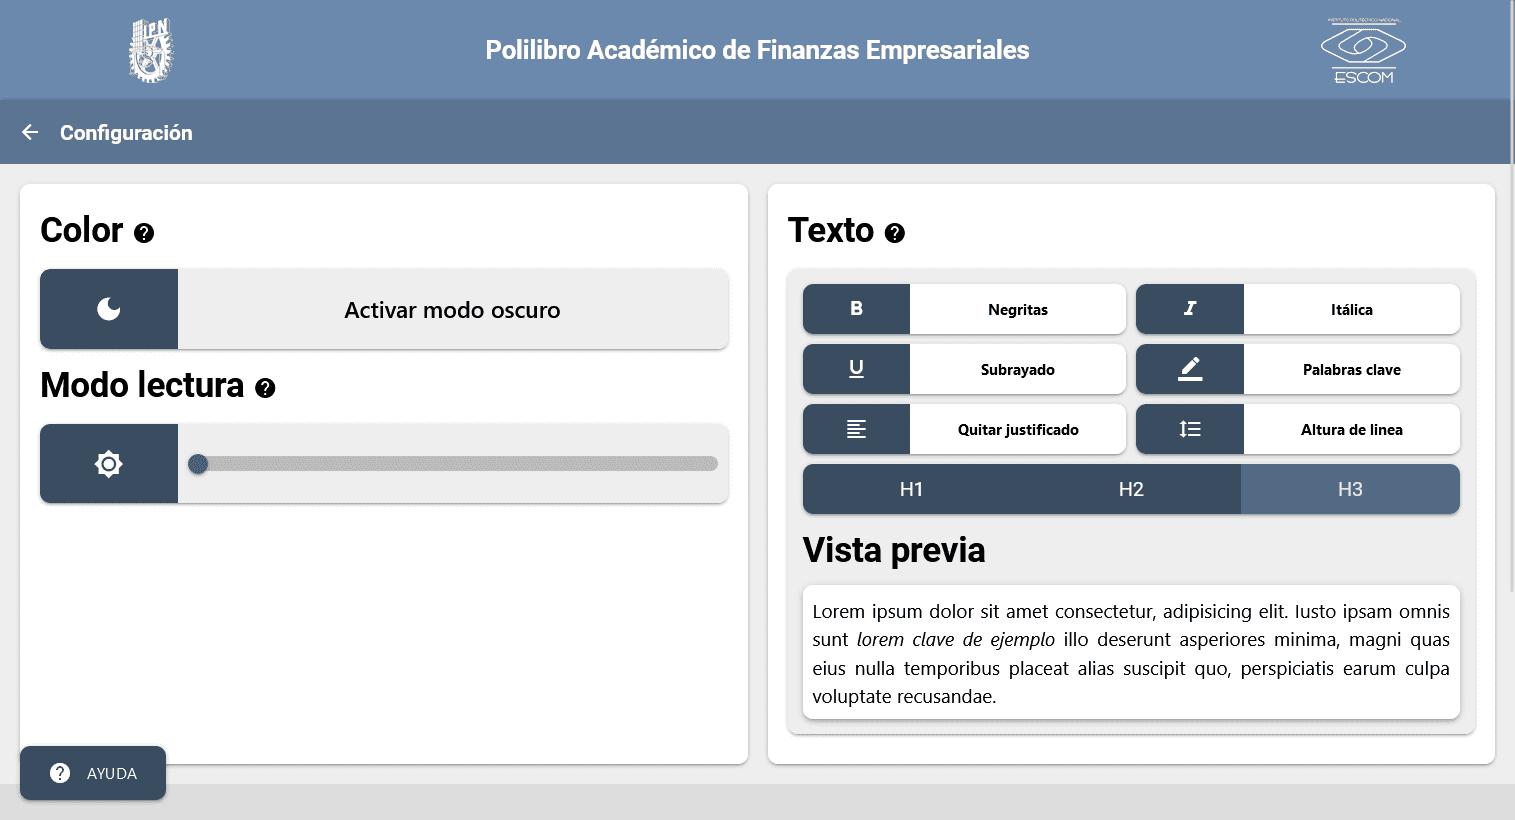 IPN
Polilibro Académico de Finanzas Empresariales
INSTITUTO POLITÉCNICO NACIONAL
ESCOM
Configuración
Color
Activar modo oscuro
Modo lectura
Texto
B Negritas
I Itálica
U Subrayado
Palabras clave
Quitar justificado
Altura de linea
H1 H2 H3
Vista previa
Lorem ipsum dolor sit amet consectetur, adipisicing elit. Iusto ipsam omnis
sunt lorem clave de ejemplo illo deserunt asperiores minima, magni quas
eius nulla temporibus placeat alias suscipit quo, perspiciatis earum culpa
voluptate recusandae.
AYUDA